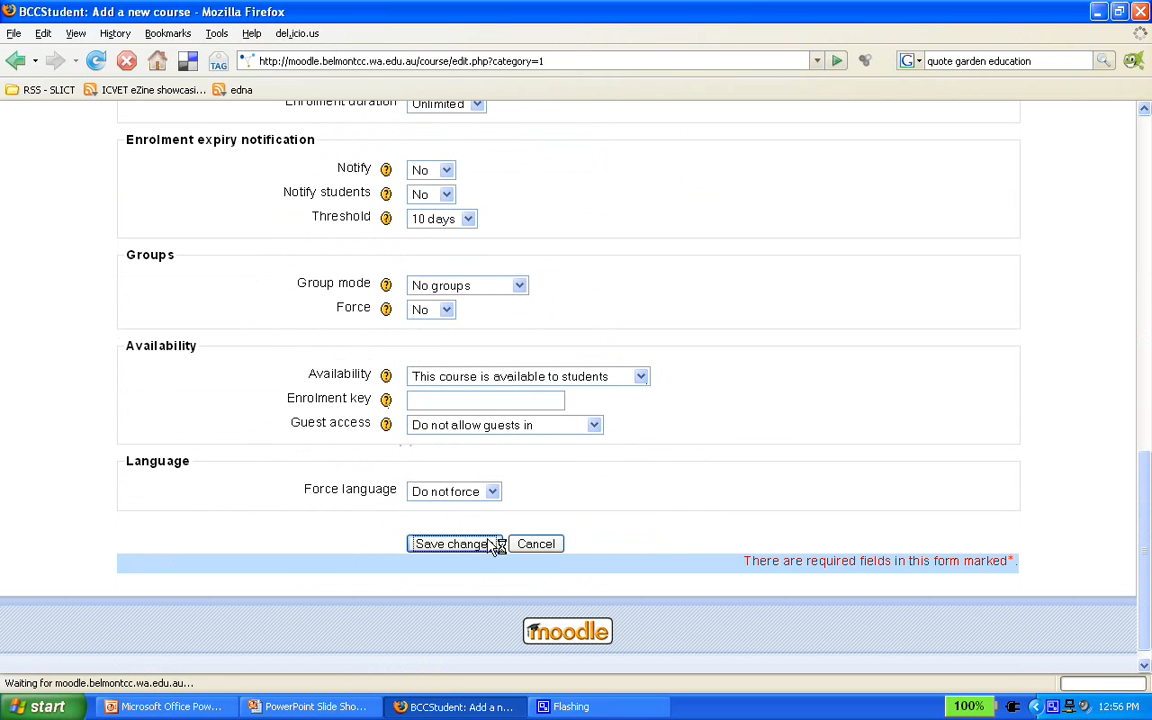 BCCStudent: Add a new course - Mozilla Firefox
File Edit View History Bookmarks Tools Help del.icio.us
TAG http://moodle.belmontcc.wa.edu.au/course/edit.php?category=1 G quote garden education
RSS - SLICT ICVET eZine showcasi... edna
Enrolment duration Unlimited
Enrolment expiry notification
Notify ? No
Notify students ? No
Threshold ? 10 days
Groups
Group mode ? No groups
Force ? No
Availability
Availability ? This course is available to students
Enrolment key ?
Guest access ? Do not allow guests in
Language
Force language Do not force
Save change Cancel
There are required fields in this form marked*.
moodle
Waiting for moodle.belmontcc.wa.edu.au...
start Microsoft Office Pow... PowerPoint Slide Sho... BCCStudent: Add a n... Flashing 100% 12:56 PM